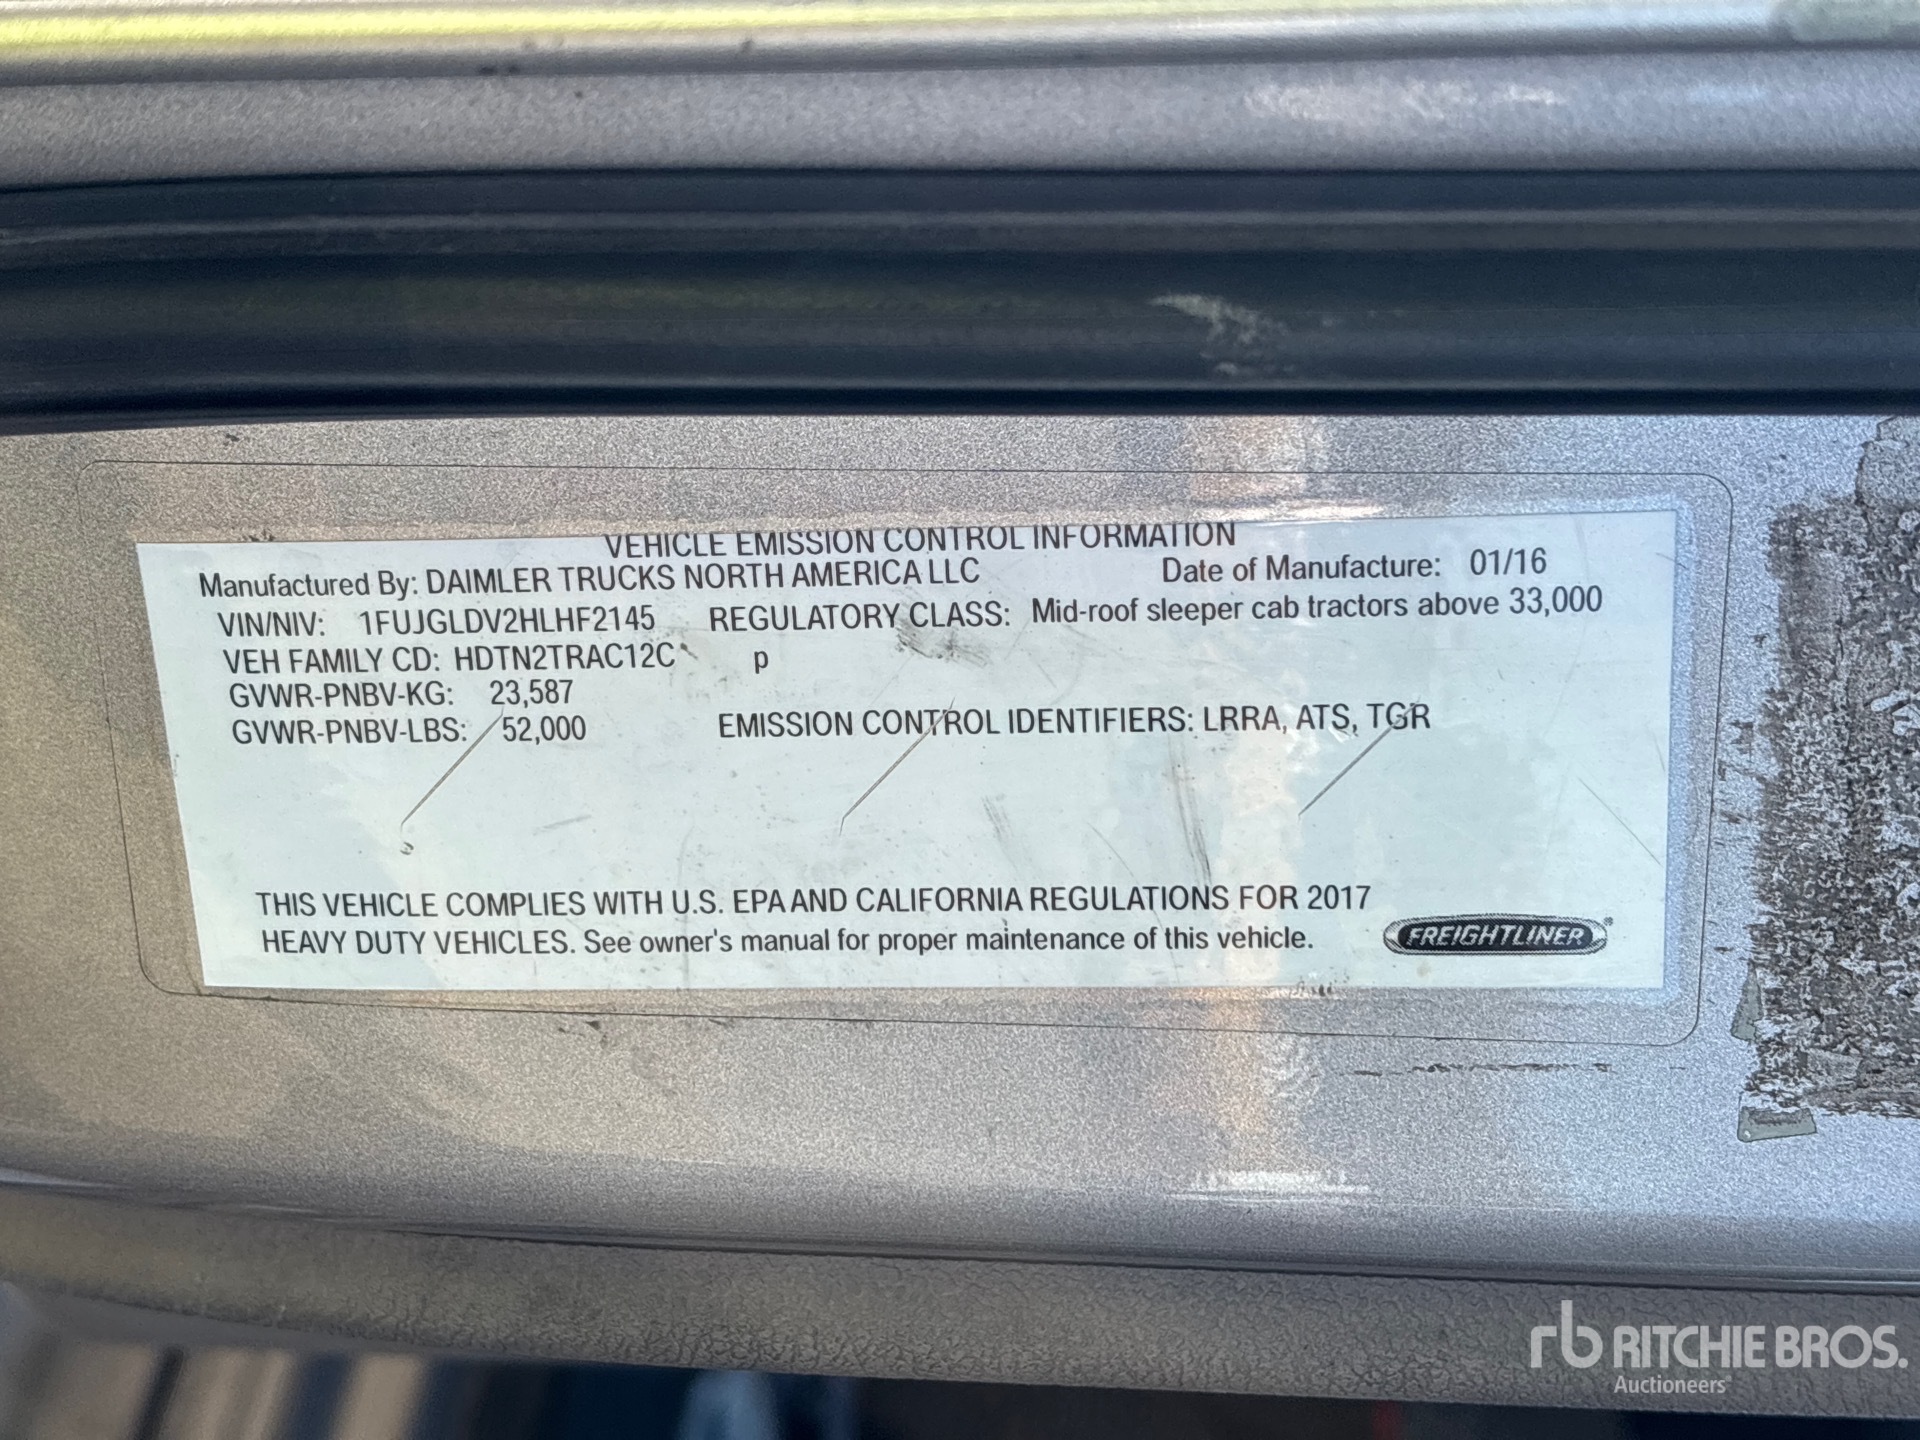 VEHICLE EMISSION CONTROL INFORMATION
Manufactured By: DAIMLER TRUCKS NORTH AMERICA LLC Date of Manufacture: 01/16
VIN/NIV: 1FUJGLDV2HLHF2145 REGULATORY CLASS: Mid-roof sleeper cab tractors above 33,000
VEH FAMILY CD: HDTN2TRAC12C p
GVWR-PNBV-KG: 23,587
GVWR-PNBV-LBS: 52,000 EMISSION CONTROL IDENTIFIERS: LRRA, ATS, TGR
THIS VEHICLE COMPLIES WITH U.S. EPA AND CALIFORNIA REGULATIONS FOR 2017
HEAVY DUTY VEHICLES. See owner's manual for proper maintenance of this vehicle.
FREIGHTLINER®
rb RITCHIE BROS.
Auctioneers